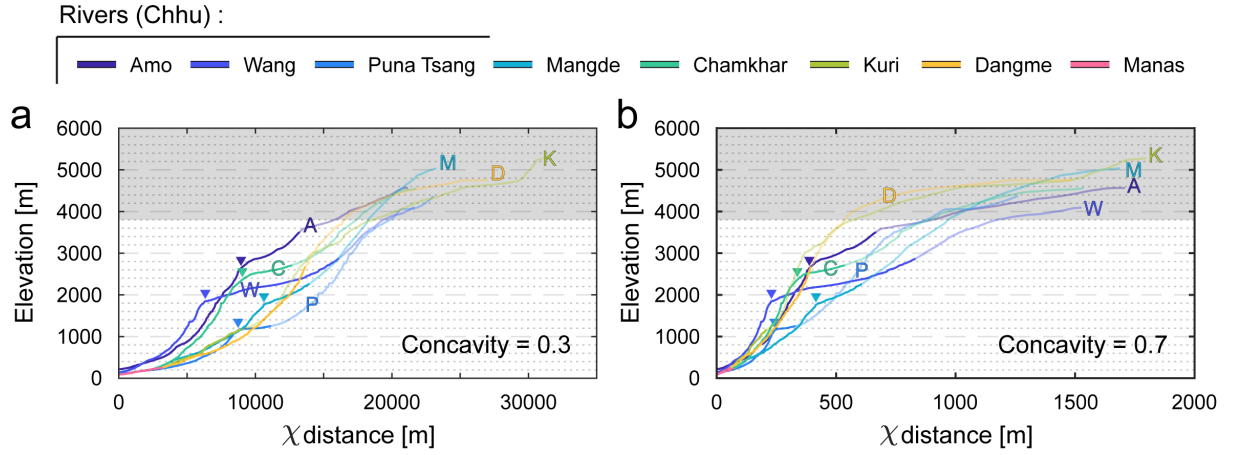 Rivers (Chhu) :
Amo Wang Puna Tsang Mangde Chamkhar Kuri Dangme Manas
a
6000
5000
4000
3000
2000
1000
0
Elevation [m]
M
D
K
A
C
W
P
Concavity = 0.3
0 10000 20000 30000
χ distance [m]
b
6000
5000
4000
3000
2000
1000
0
Elevation [m]
K
M
A
D
W
C
P
Concavity = 0.7
0 500 1000 1500 2000
χ distance [m]